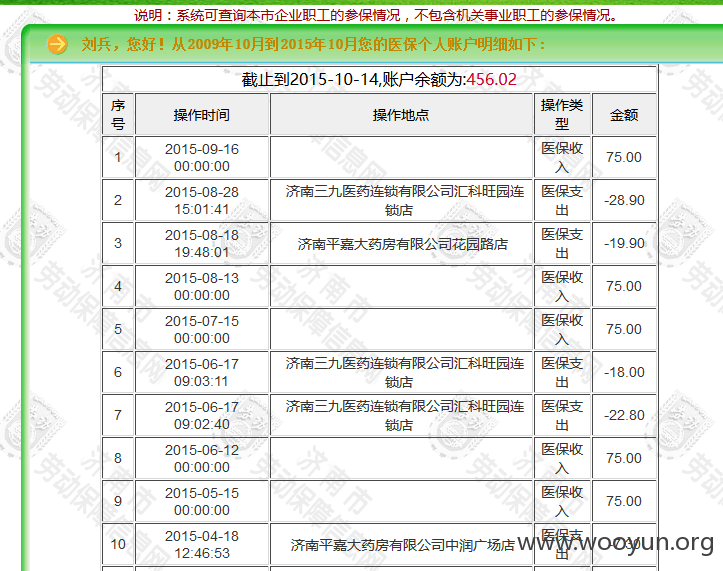 说明：系统可查询本市企业职工的参保情况，不包含机关事业职工的参保情况。
刘兵，您好！从2009年10月到2015年10月您的医保个人账户明细如下：
截止到2015-10-14,账户余额为:456.02
序号 操作时间 操作地点 操作类型 金额
1 2015-09-16 00:00:00 医保收入 75.00
2 2015-08-28 15:01:41 济南三九医药连锁有限公司汇科旺园连锁店 医保支出 -28.90
3 2015-08-18 19:48:01 济南平嘉大药房有限公司花园路店 医保支出 -19.90
4 2015-08-13 00:00:00 医保收入 75.00
5 2015-07-15 00:00:00 医保收入 75.00
6 2015-06-17 09:03:11 济南三九医药连锁有限公司汇科旺园连锁店 医保支出 -18.00
7 2015-06-17 09:02:40 济南三九医药连锁有限公司汇科旺园连锁店 医保支出 -22.80
8 2015-06-12 00:00:00 医保收入 75.00
9 2015-05-15 00:00:00 医保收入 75.00
10 2015-04-18 12:46:53 济南平嘉大药房有限公司中润广场店 医保支出
www.wooyun.org
济南市
劳动保障信息网